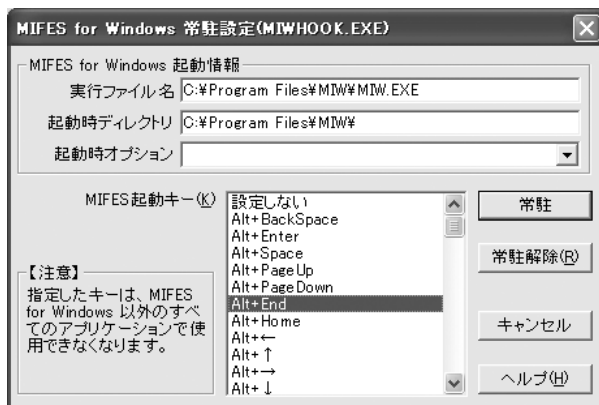 MIFES for Windows 常駐設定(MIWHOOK.EXE)
MIFES for Windows 起動情報
実行ファイル名 C:¥Program Files¥MIW¥MIW.EXE
起動時ディレクトリ C:¥Program Files¥MIW¥
起動時オプション
MIFES起動キー(K)
設定しない
Alt+BackSpace
Alt+Enter
Alt+Space
Alt+PageUp
Alt+PageDown
Alt+End
Alt+Home
Alt+←
Alt+↑
Alt+→
Alt+↓
【注意】
指定したキーは、MIFES
for Windows 以外のすべ
てのアプリケーションで使
用できなくなります。
常駐
常駐解除(R)
キャンセル
ヘルプ(H)